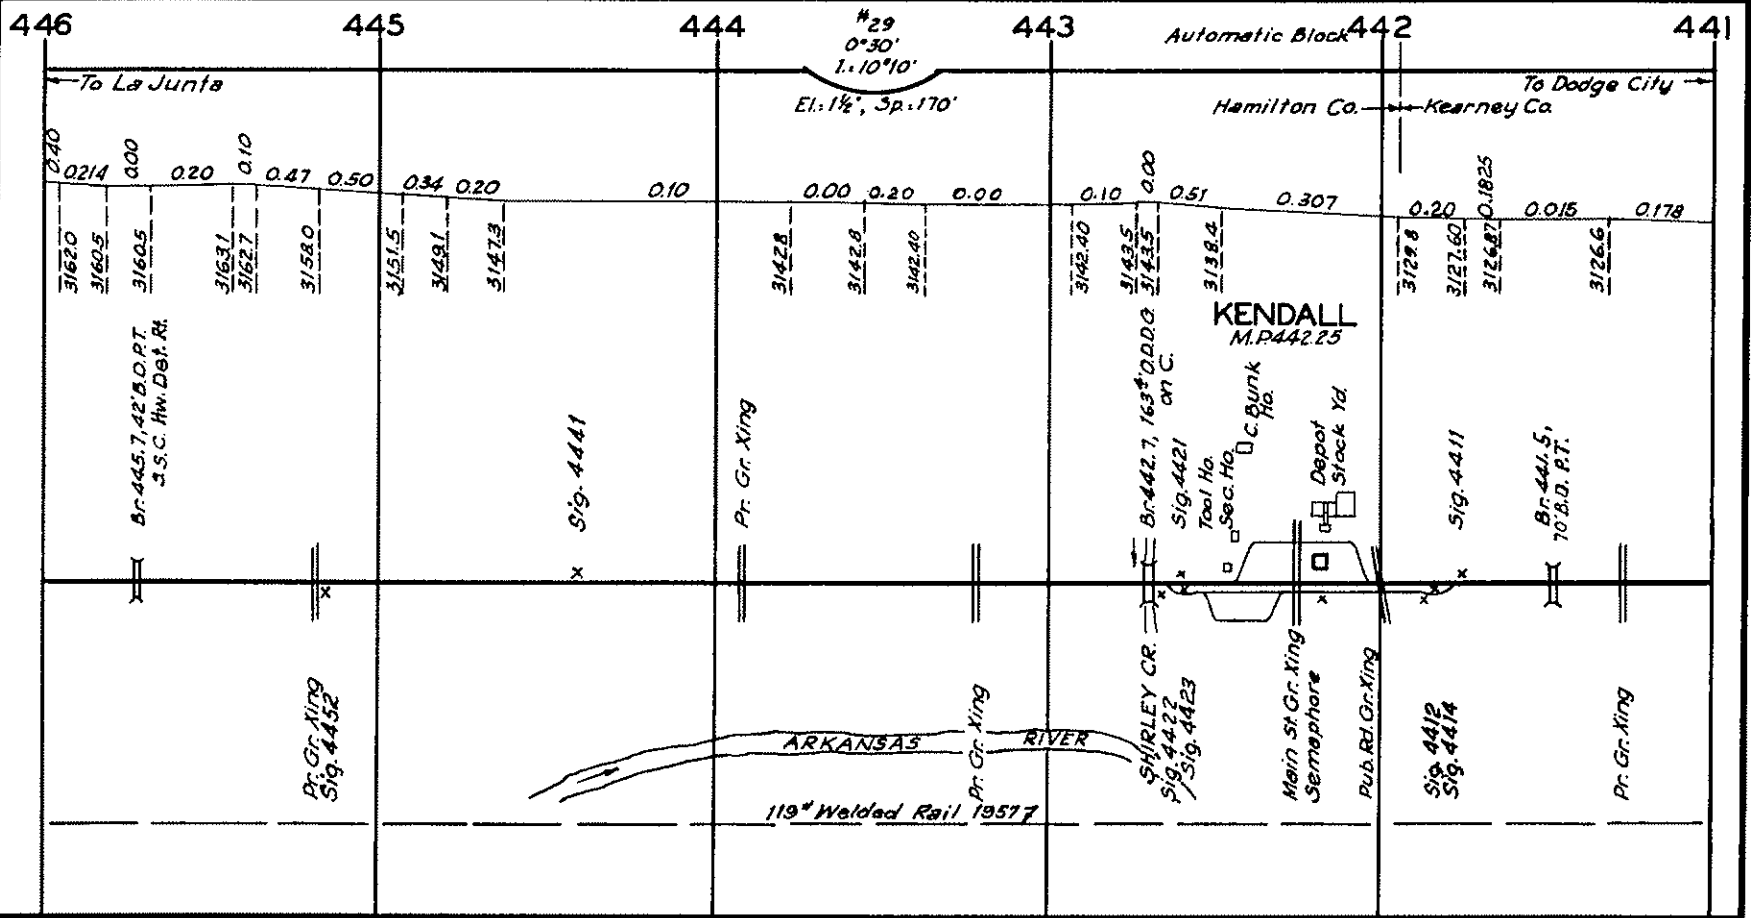 446
445
444
#29
0°30'
I.:10°10'
El.:1½", Sp.:170'
443
Automatic Block
442
441
To La Junta
To Dodge City
Hamilton Co.
Kearney Co.
0.40
0.214
0.00
0.20
0.10
0.47
0.50
0.34
0.20
0.10
0.00
0.20
0.00
0.10
0.00
0.51
0.307
0.20
0.1825
0.015
0.178
3162.0
3160.5
3160.5
3163.1
3162.7
3158.0
3151.5
3149.1
3147.3
3142.8
3142.8
3142.40
3142.40
3143.5
3143.5
3138.4
3129.8
3127.60
3126.87
3126.6
KENDALL
M.P.442.25
Br.445.7, 42' B.D.P.T.
S.C. Hw. Det. Rt.
Sig. 4441
Pr. Gr. Xing
Br.442.7, 163⁴' O.D.D.G.
on C.
Sig.4421
Tool Ho.
Sec. Ho.
C. Bunk
Ho.
Depot
Stock Yd.
Sig.4411
Br.441.5,
70' B.D. P.T.
Pr. Gr. Xing
Sig. 4452
ARKANSAS RIVER
Pr. Gr. Xing
SHIRLEY CR.
Sig.4422
Sig.4423
Main St. Gr. Xing
Semaphore
Pub. Rd. Gr. Xing
Sig. 4412
Sig. 4414
Pr. Gr. Xing
119# Welded Rail 1957